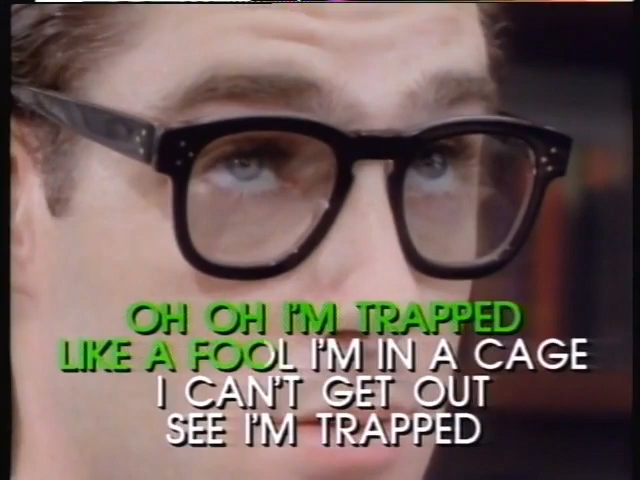 OH OH I'M TRAPPED
LIKE A FOOL I'M IN A CAGE
I CAN'T GET OUT
SEE I'M TRAPPED